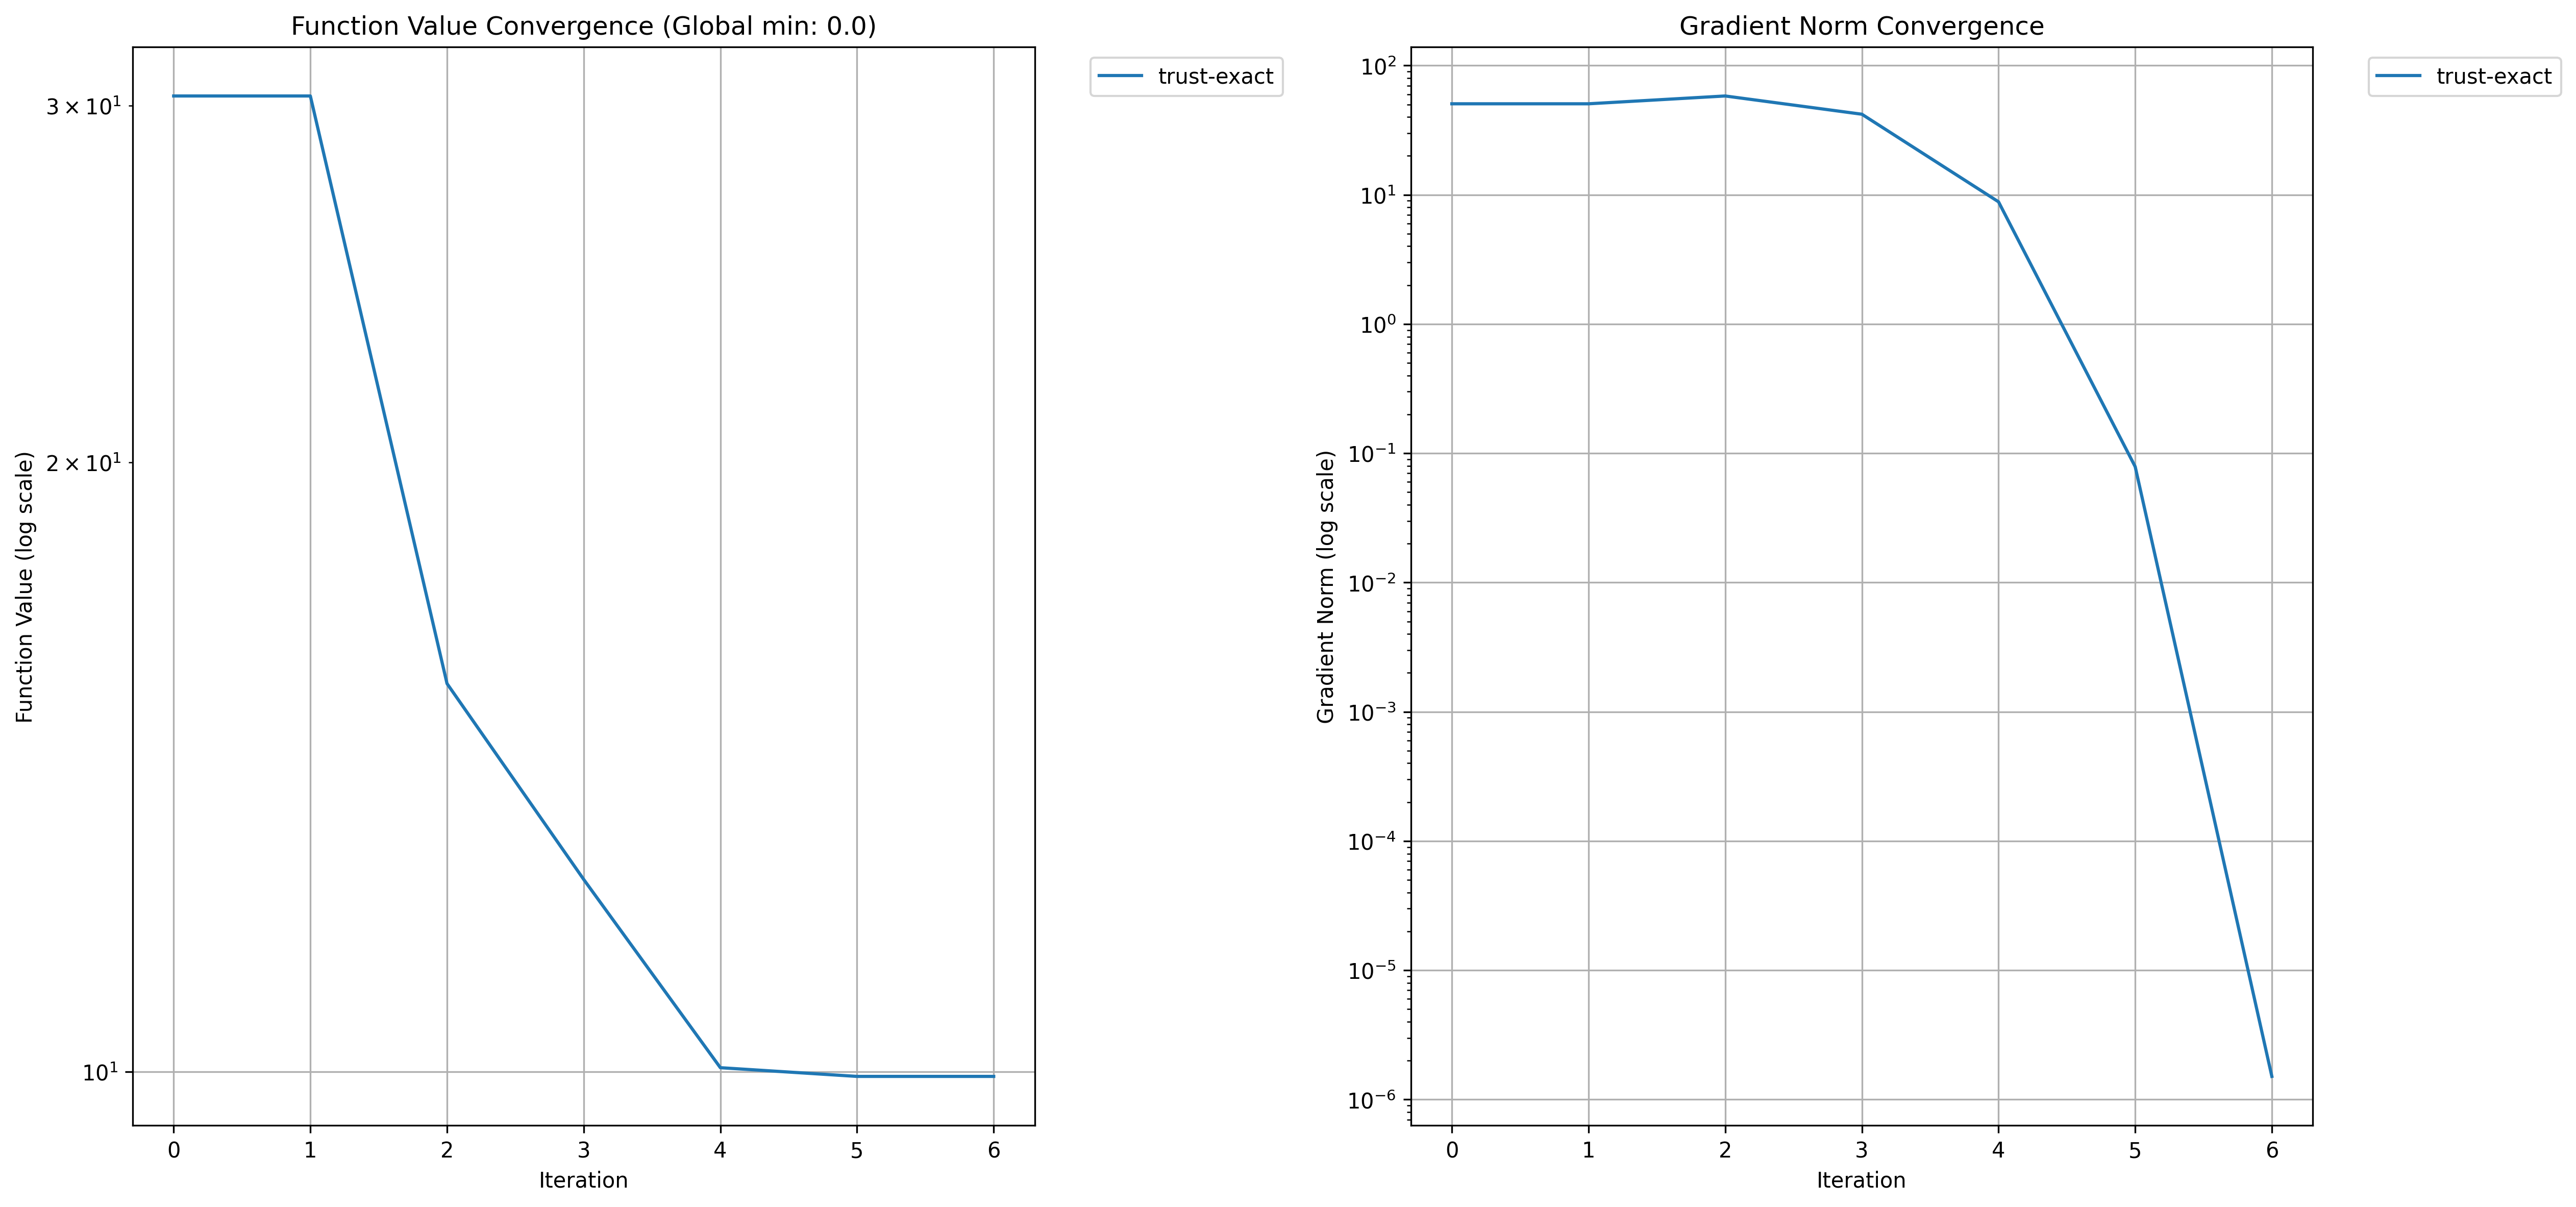 Function Value Convergence (Global min: 0.0)
trust-exact
3 × 10¹
2 × 10¹
10¹
Function Value (log scale)
0 1 2 3 4 5 6
Iteration
Gradient Norm Convergence
trust-exact
10²
10¹
10⁰
10⁻¹
10⁻²
10⁻³
10⁻⁴
10⁻⁵
10⁻⁶
Gradient Norm (log scale)
0 1 2 3 4 5 6
Iteration